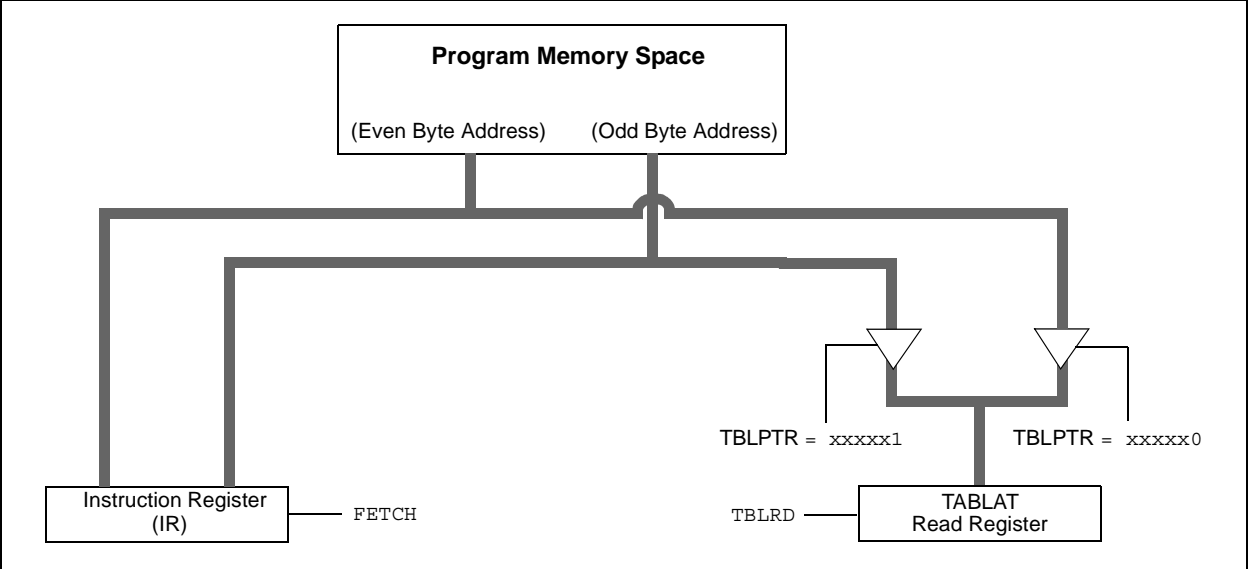 Program Memory Space
(Even Byte Address)
(Odd Byte Address)
TBLPTR = xxxxx1
TBLPTR = xxxxx0
Instruction Register
(IR)
FETCH
TBLRD
TABLAT
Read Register